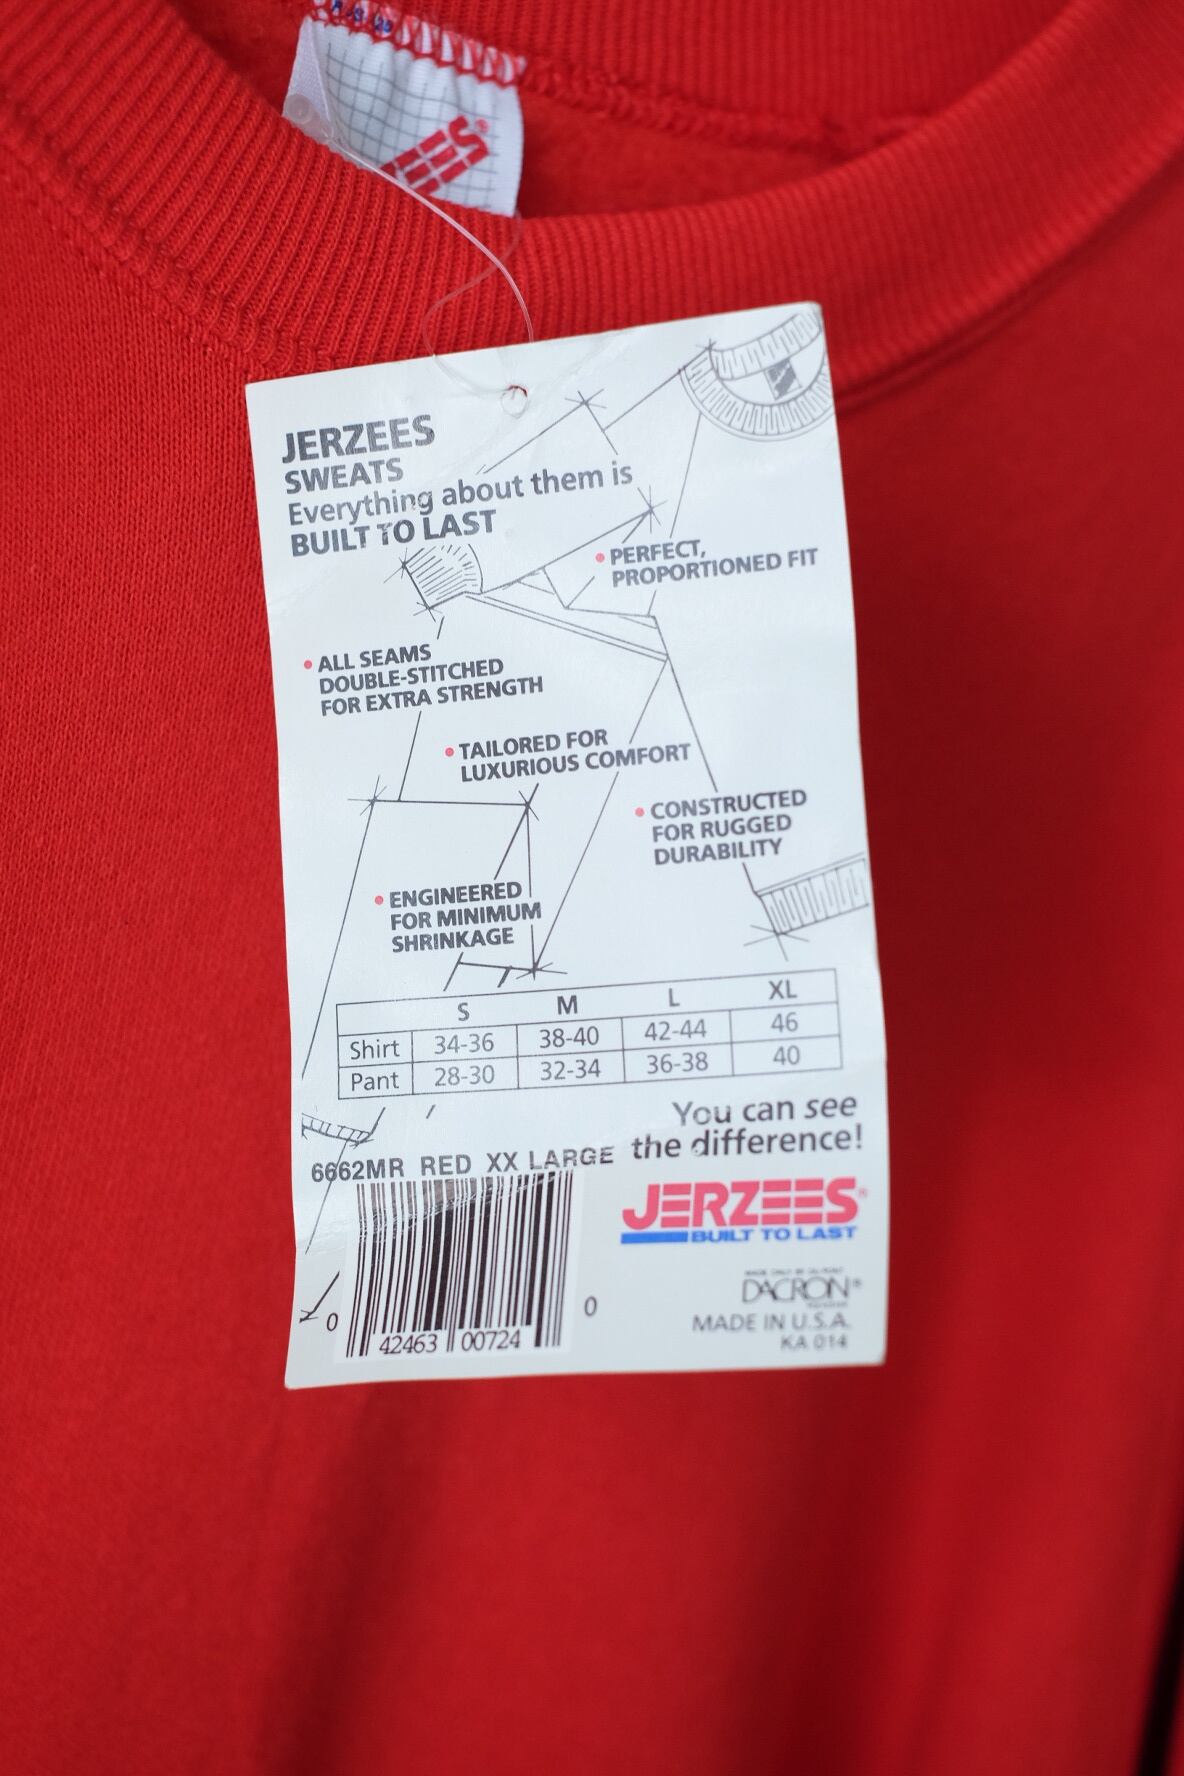 ZEES®
JERZEES
SWEATS
Everything about them is
BUILT TO LAST
• PERFECT,
PROPORTIONED FIT
• ALL SEAMS
DOUBLE-STITCHED
FOR EXTRA STRENGTH
• TAILORED FOR
LUXURIOUS COMFORT
• CONSTRUCTED
FOR RUGGED
DURABILITY
• ENGINEERED
FOR MINIMUM
SHRINKAGE
S M L XL
Shirt 34-36 38-40 42-44 46
Pant 28-30 32-34 36-38 40
You can see
the difference!
6662MR RED XX LARGE
JERZEES®
BUILT TO LAST
DACRON®
MADE IN U.S.A.
KA 014
0 42463 00724 0